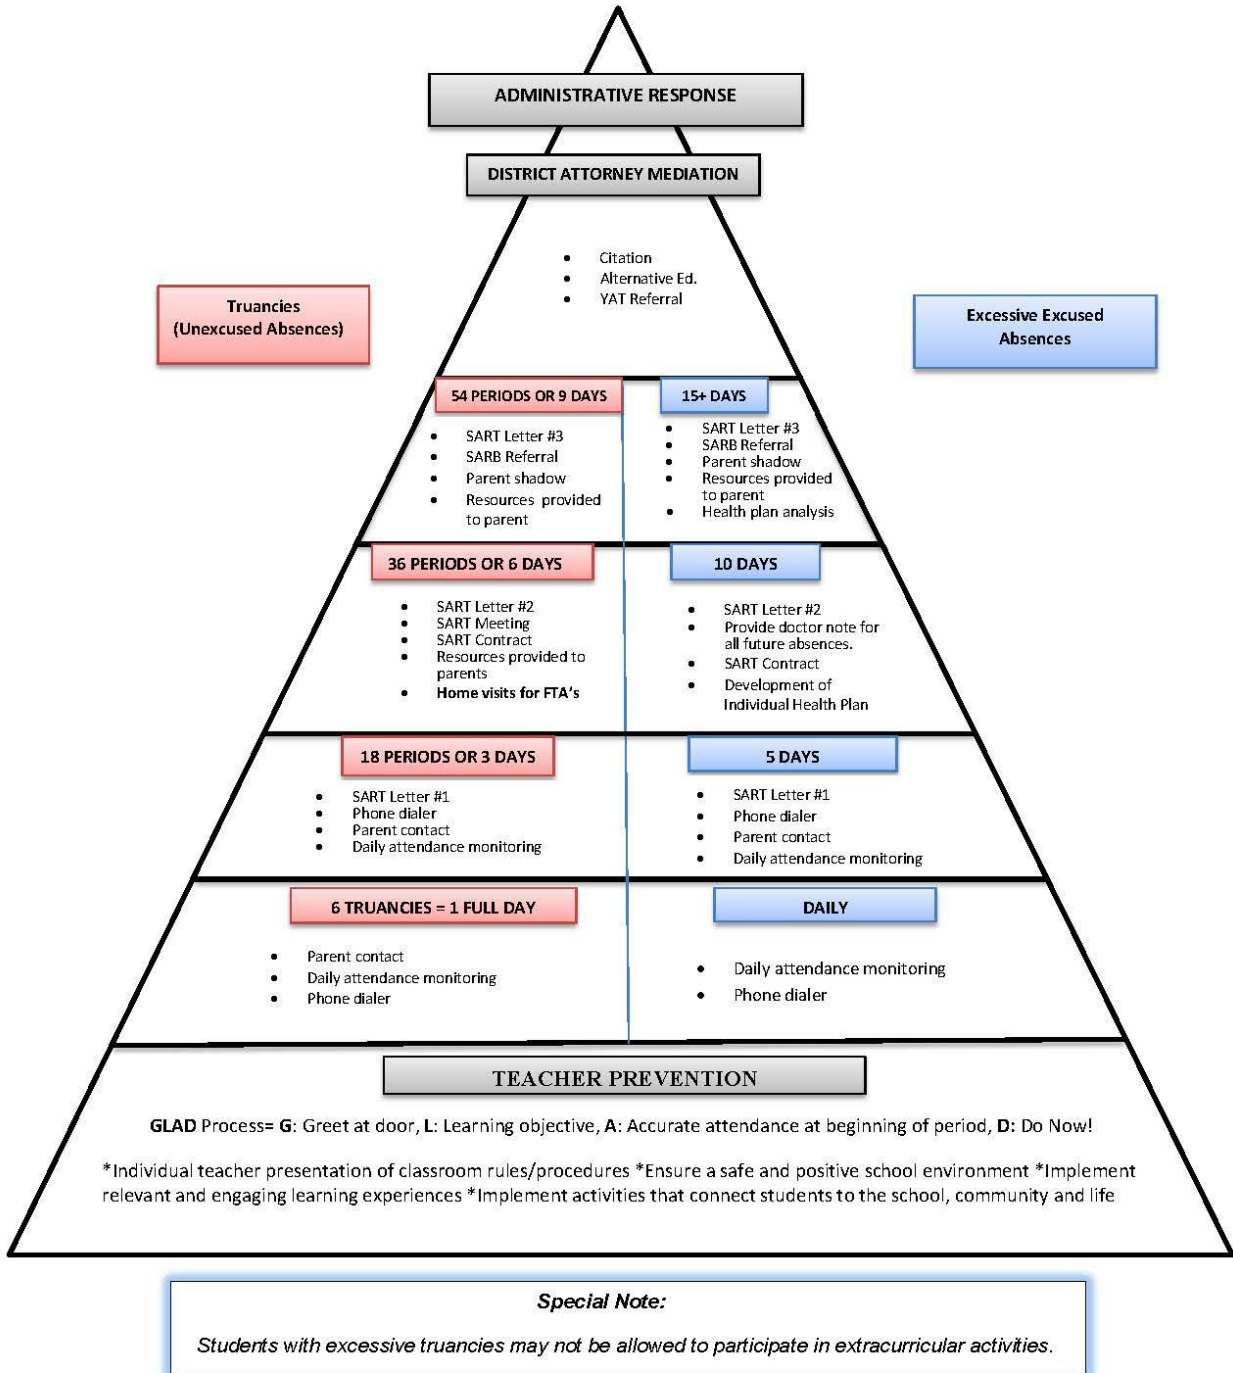 ADMINISTRATIVE RESPONSE
DISTRICT ATTORNEY MEDIATION
• Citation
• Alternative Ed.
• YAT Referral
Truancies
(Unexcused Absences)
Excessive Excused
Absences
54 PERIODS OR 9 DAYS
• SART Letter #3
• SARB Referral
• Parent shadow
• Resources provided
to parent
15+ DAYS
• SART Letter #3
• SARB Referral
• Parent shadow
• Resources provided
to parent
• Health plan analysis
36 PERIODS OR 6 DAYS
• SART Letter #2
• SART Meeting
• SART Contract
• Resources provided to
parents
• Home visits for FTA's
10 DAYS
• SART Letter #2
• Provide doctor note for
all future absences.
• SART Contract
• Development of
Individual Health Plan
18 PERIODS OR 3 DAYS
• SART Letter #1
• Phone dialer
• Parent contact
• Daily attendance monitoring
5 DAYS
• SART Letter #1
• Phone dialer
• Parent contact
• Daily attendance monitoring
6 TRUANCIES = 1 FULL DAY
• Parent contact
• Daily attendance monitoring
• Phone dialer
DAILY
• Daily attendance monitoring
• Phone dialer
TEACHER PREVENTION
GLAD Process= G: Greet at door, L: Learning objective, A: Accurate attendance at beginning of period, D: Do Now!
*Individual teacher presentation of classroom rules/procedures *Ensure a safe and positive school environment *Implement
relevant and engaging learning experiences *Implement activities that connect students to the school, community and life
Special Note:
Students with excessive truancies may not be allowed to participate in extracurricular activities.